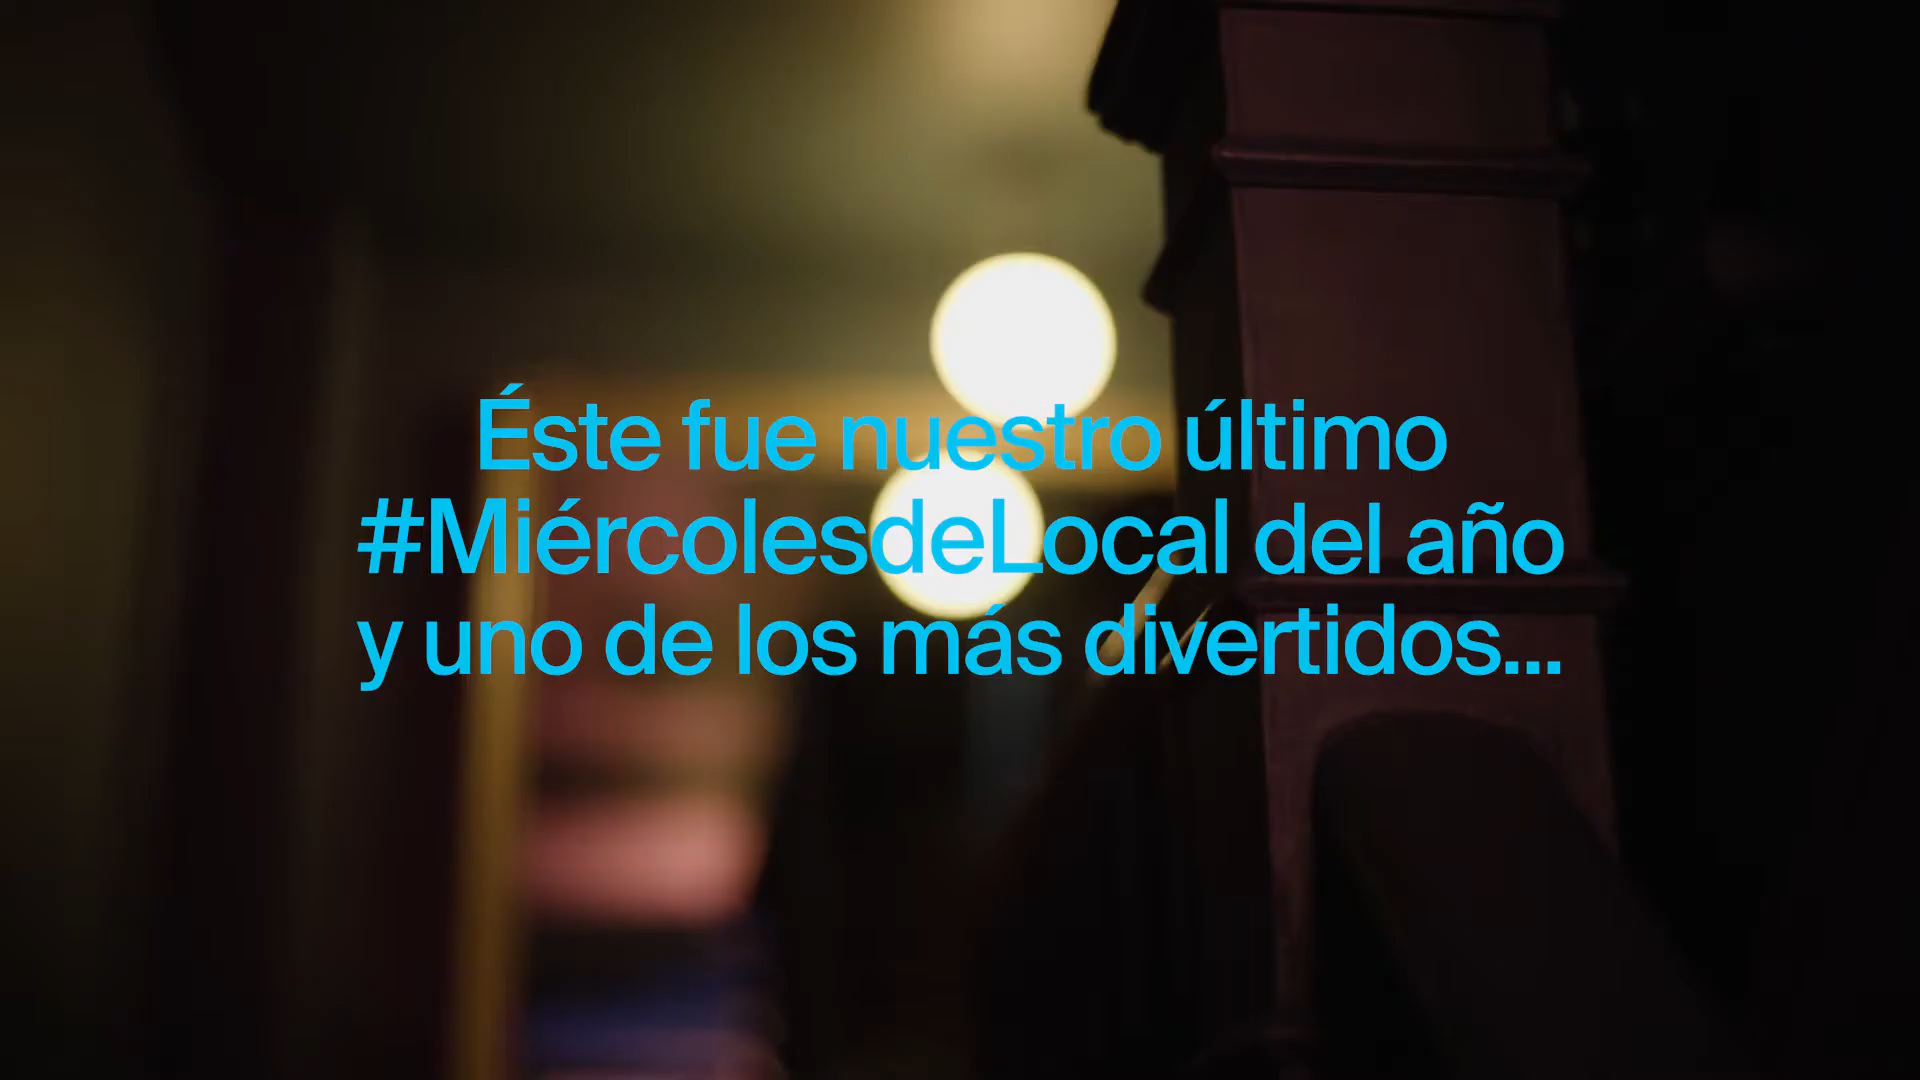 Éste fue nuestro último
#MiércolesdeLocal del año
y uno de los más divertidos...